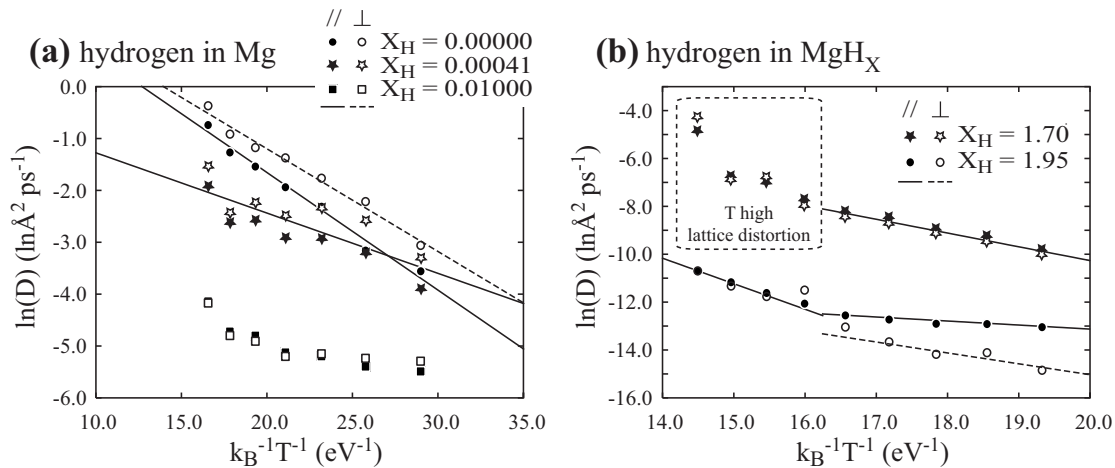 (a) hydrogen in Mg
// ⊥
X_H = 0.00000
X_H = 0.00041
X_H = 0.01000
0.0
-1.0
-2.0
-3.0
-4.0
-5.0
-6.0
ln(D) (lnÅ² ps⁻¹)
10.0 15.0 20.0 25.0 30.0 35.0
k_B⁻¹T⁻¹ (eV⁻¹)
(b) hydrogen in MgH_X
// ⊥
X_H = 1.70
X_H = 1.95
T high
lattice distortion
-4.0
-6.0
-8.0
-10.0
-12.0
-14.0
-16.0
ln(D) (lnÅ² ps⁻¹)
14.0 15.0 16.0 17.0 18.0 19.0 20.0
k_B⁻¹T⁻¹ (eV⁻¹)